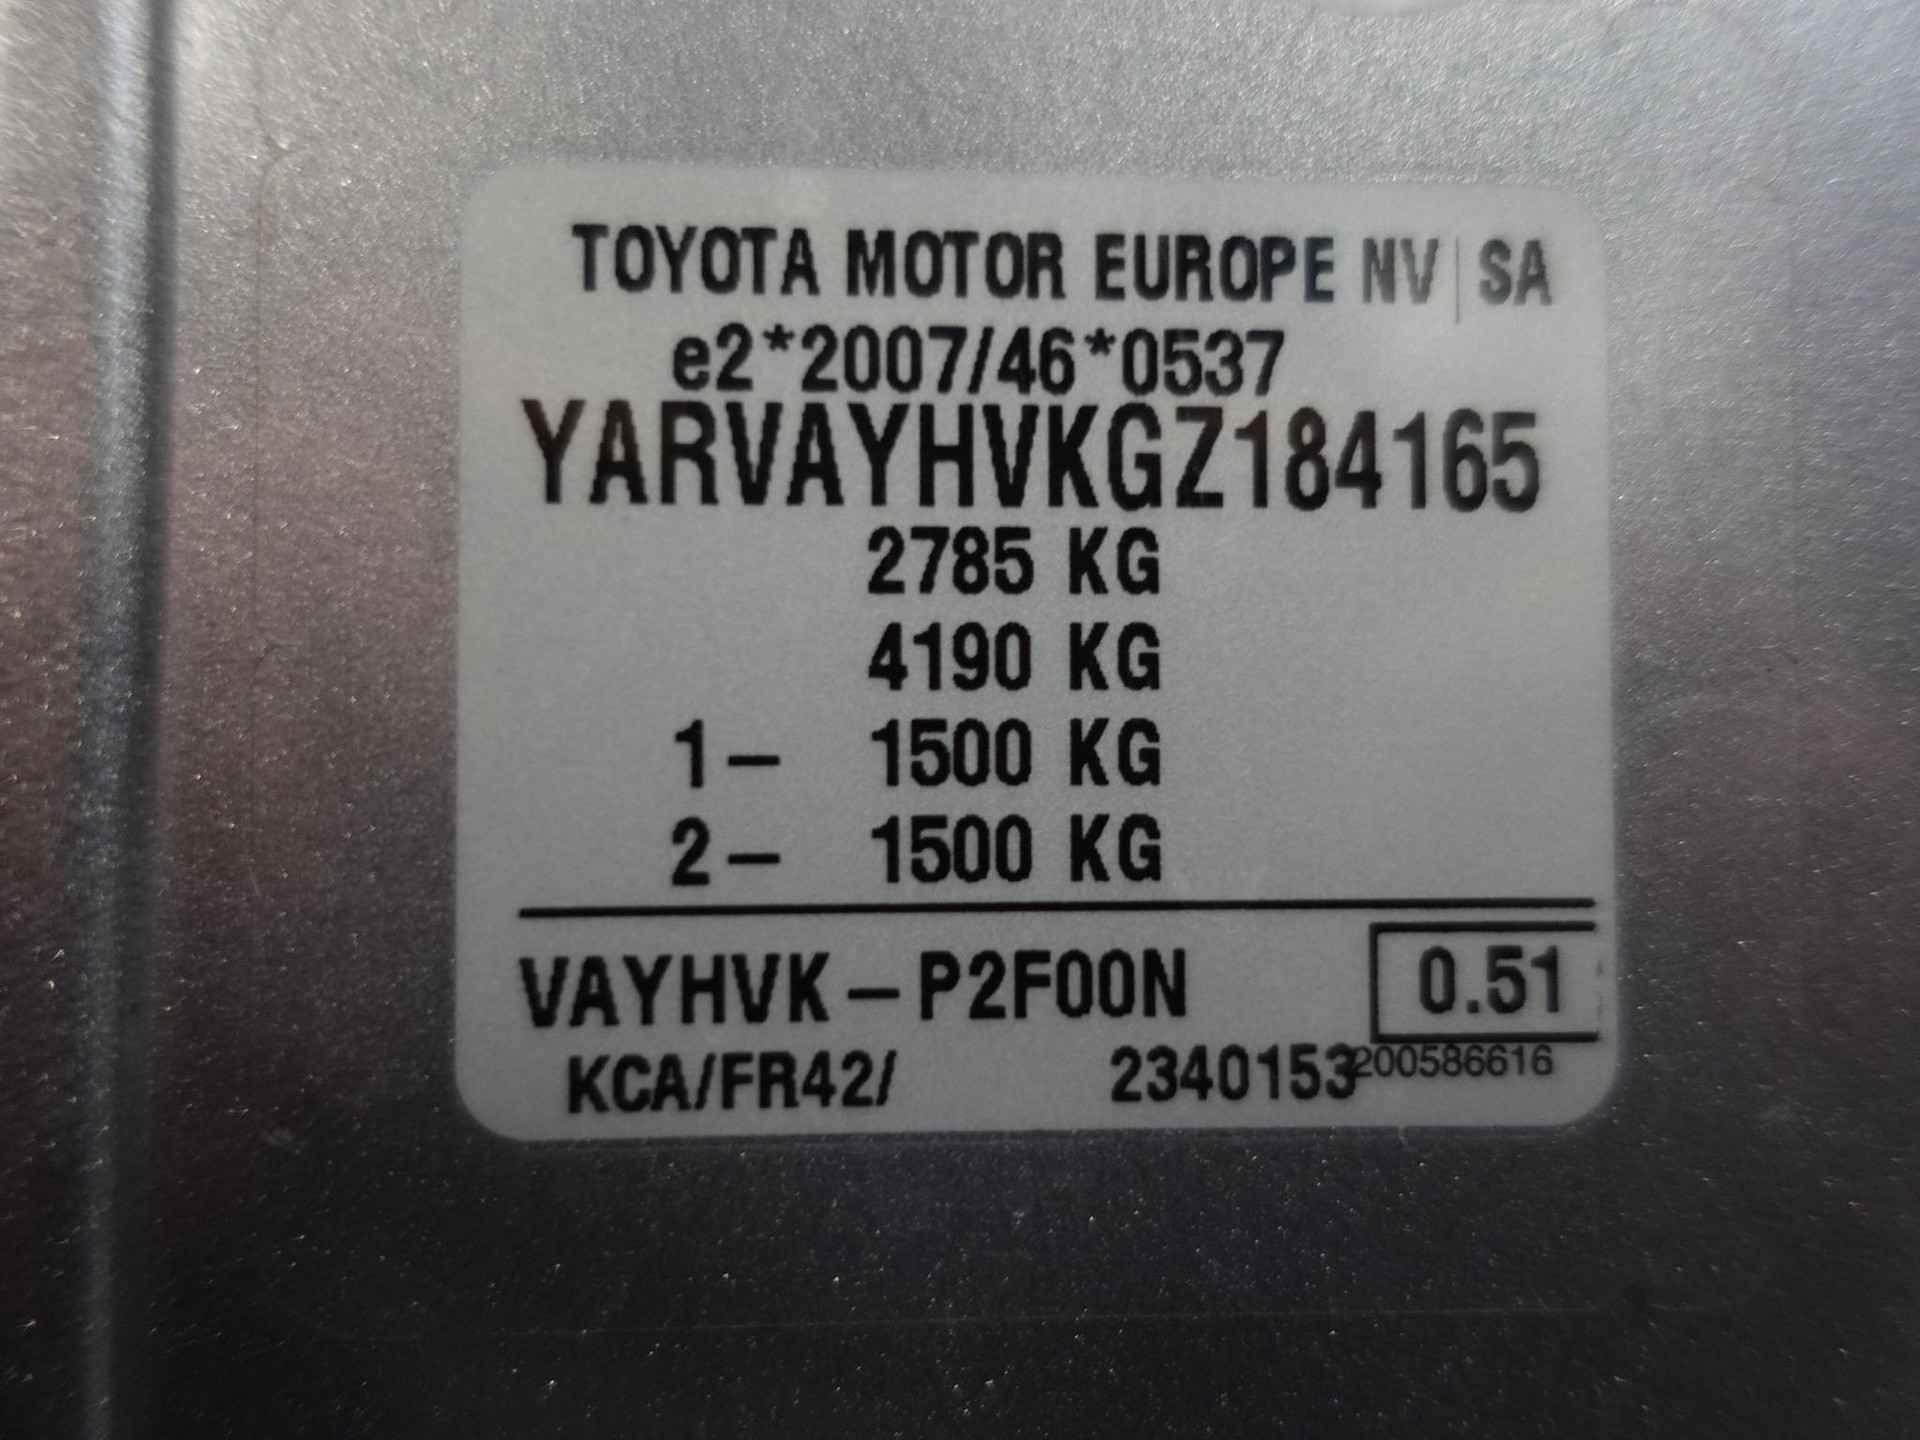 TOYOTA MOTOR EUROPE NV | SA
e2*2007/46*0537
YARVAYHVKGZ184165
2785 KG
4190 KG
1– 1500 KG
2– 1500 KG
VAYHVK–P2F00N 0.51
KCA/FR42/ 2340153 200586616